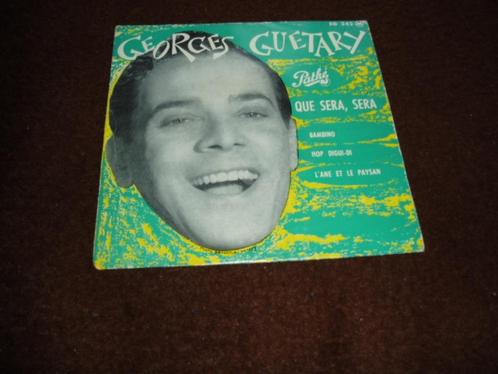 GEORGES GUETARY
Pathé
QUE SERA, SERA
BAMBINO
HOP DIGUI-DI
L'ANE ET LE PAYSAN